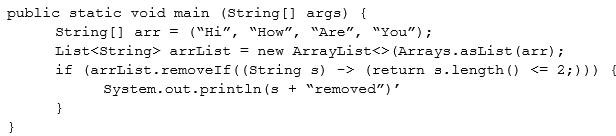 public static void main (String[] args) {
String[] arr = (“Hi”, “How”, “Are”, “You”);
List<String> arrList = new ArrayList<>(Arrays.asList(arr);
if (arrList.removeIf((String s) -> (return s.length() <= 2;))) {
System.out.println(s + “removed”)’
}
}